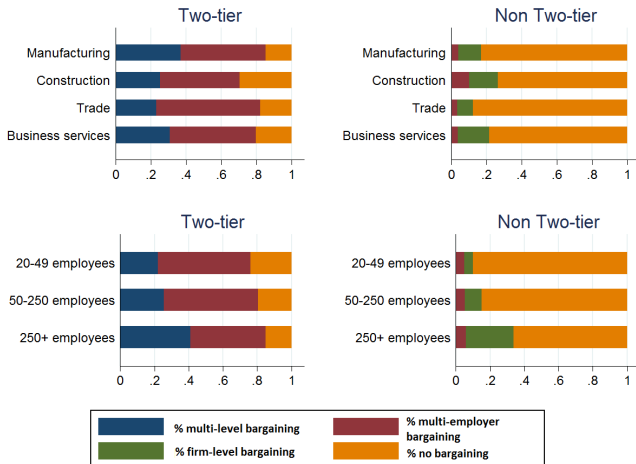 Two-tier
Non Two-tier
Manufacturing
Construction
Trade
Business services
0 .2 .4 .6 .8 1
Manufacturing
Construction
Trade
Business services
0 .2 .4 .6 .8 1
Two-tier
Non Two-tier
20-49 employees
50-250 employees
250+ employees
0 .2 .4 .6 .8 1
20-49 employees
50-250 employees
250+ employees
0 .2 .4 .6 .8 1
% multi-level bargaining
% multi-employer
bargaining
% firm-level bargaining
% no bargaining